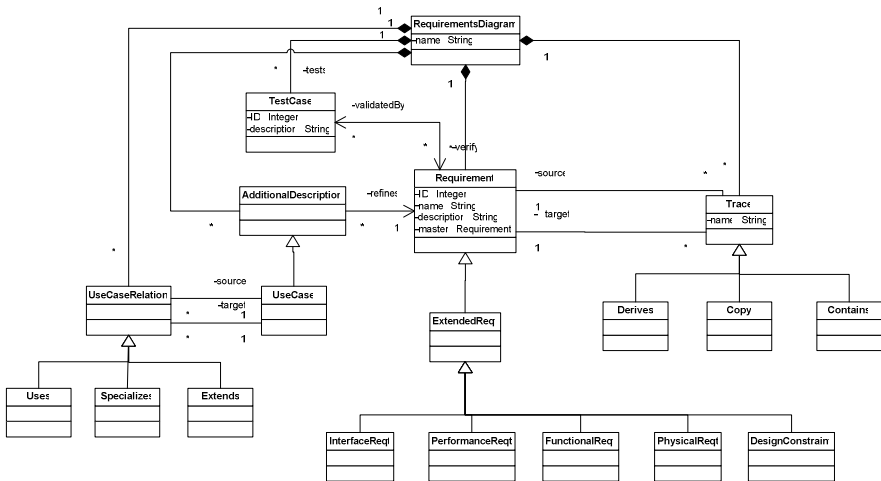 1
RequirementsDiagram
1
-name String
1
1
1
* -tests
TestCase
-ID Integer
-description String
-validatedBy
*
* *-verify
AdditionalDescription
-refines
*
*
1
Requirement
-ID Integer
-name String
-description String
-master Requirement
-source
*
*
1
- target
1
*
Trace
-name String
*
UseCaseRelation
-source
-target
* 1
* 1
UseCase
ExtendedReq
Derives
Copy
Contains
Uses
Specializes
Extends
InterfaceReqt
PerformanceReqt
FunctionalReqt
PhysicalReqt
DesignConstraint